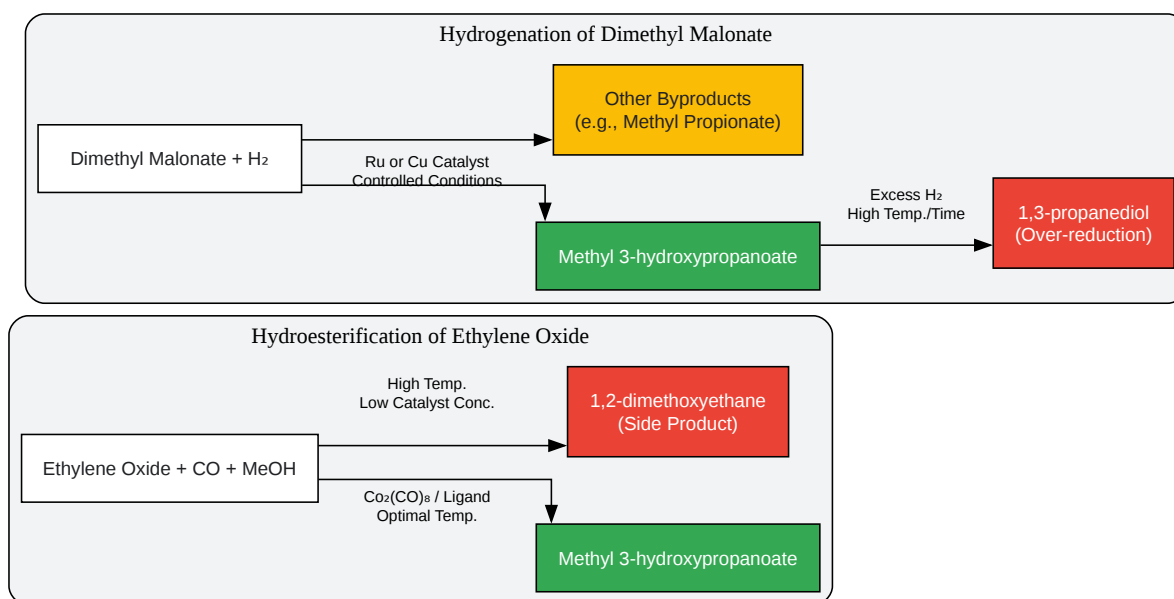 Hydrogenation of Dimethyl Malonate
Other Byproducts
(e.g., Methyl Propionate)
Dimethyl Malonate + H₂
Ru or Cu Catalyst
Controlled Conditions
Methyl 3-hydroxypropanoate
Excess H₂
High Temp./Time
1,3-propanediol
(Over-reduction)
Hydroesterification of Ethylene Oxide
High Temp.
Low Catalyst Conc.
1,2-dimethoxyethane
(Side Product)
Ethylene Oxide + CO + MeOH
Co₂(CO)₈ / Ligand
Optimal Temp.
Methyl 3-hydroxypropanoate